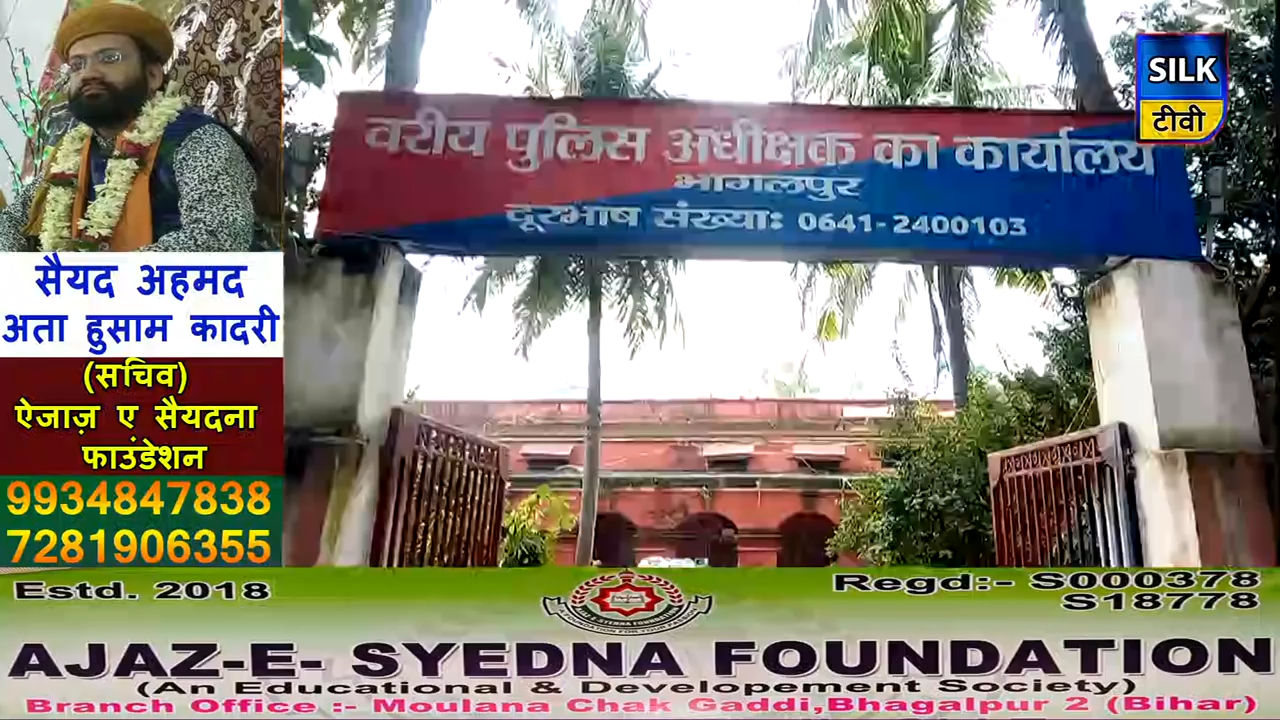 SILK
टीवी
वरीय पुलिस अधीक्षक का कार्यालय
भागलपुर
दूरभाष संख्याः 0641-2400103
सैयद अहमद
अता हुसाम कादरी
(सचिव)
ऐजाज़ ए सैयदना
फाउंडेशन
9934847838
7281906355
Estd. 2018
Regd:- S000378
S18778
AJAZ-E- SYEDNA FOUNDATION
(An Educational & Developement Society)
Branch Office :- Moulana Chak Gaddi,Bhagalpur 2 (Bihar)